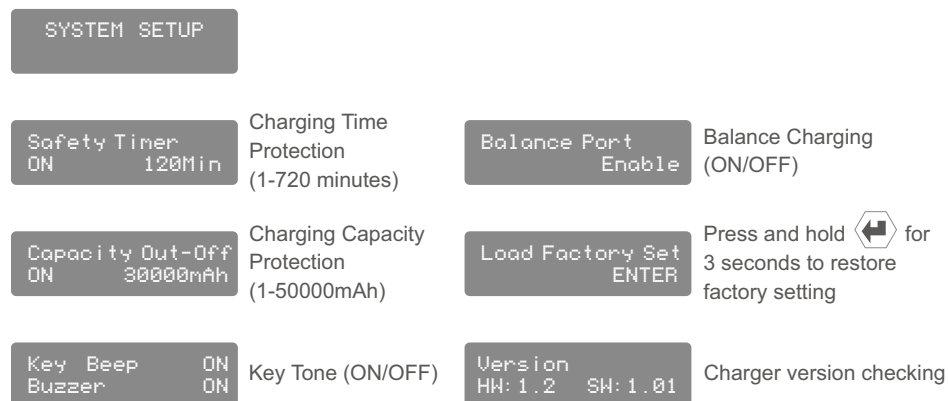 SYSTEM SETUP
Safety Timer
ON 120Min
Charging Time
Protection
(1-720 minutes)
Balance Port
Enable
Balance Charging
(ON/OFF)
Capacity Out-Off
ON 30000mAh
Charging Capacity
Protection
(1-50000mAh)
Load Factory Set
ENTER
Press and hold for
3 seconds to restore
factory setting
Key Beep ON
Buzzer ON
Key Tone (ON/OFF)
Version
HW:1.2 SW:1.01
Charger version checking